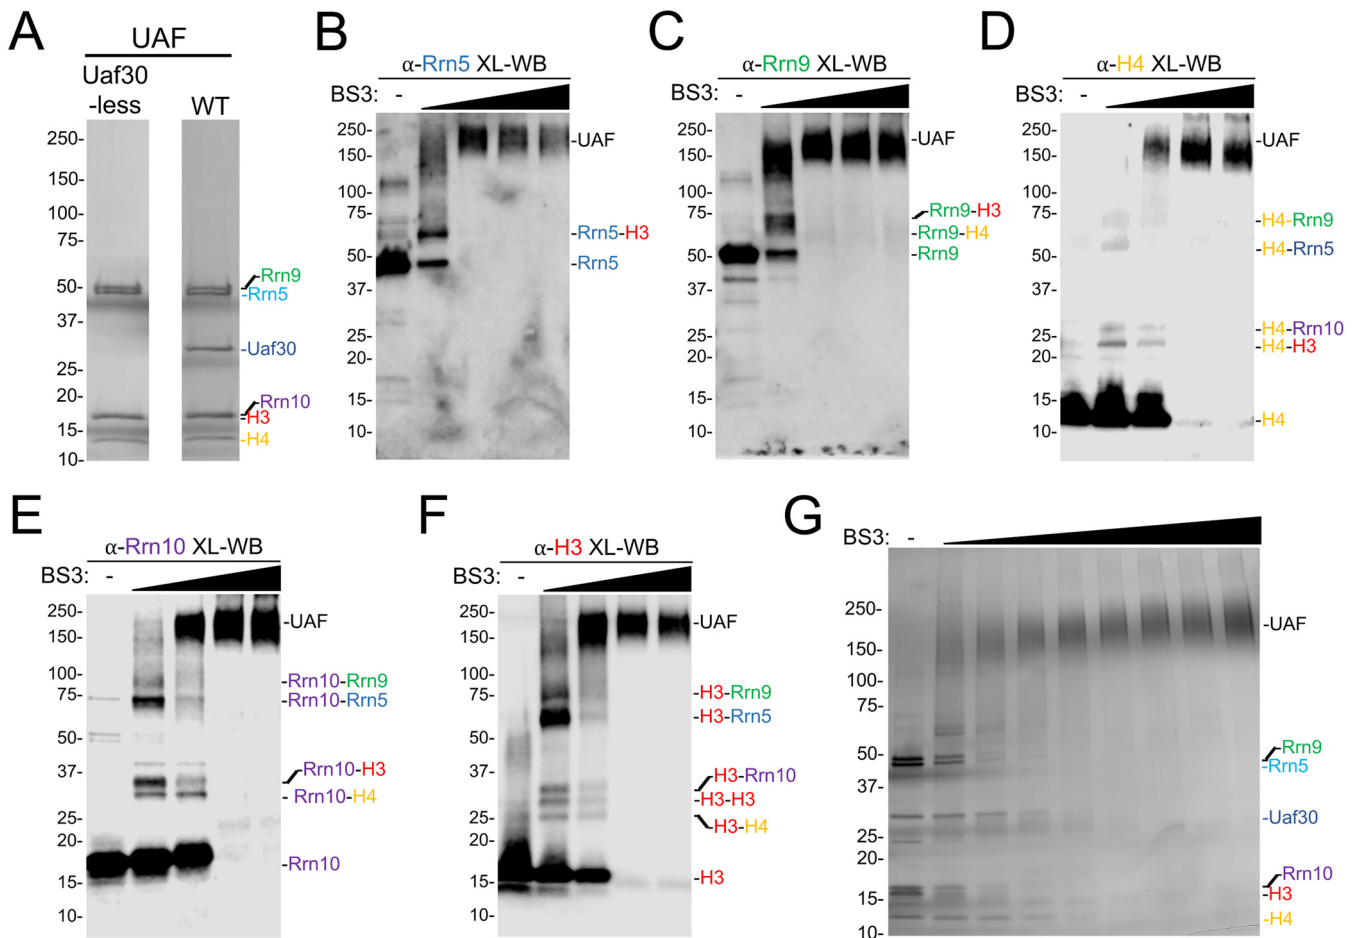 A
UAF
Uaf30
-less
WT
250-
150-
100-
75-
50-
37-
25-
20-
15-
10-
-Rrn9
-Rrn5
-Uaf30
-Rrn10
-H3
-H4
B
α-Rrn5 XL-WB
BS3: -
250-
150-
100-
75-
50-
37-
25-
20-
15-
10-
-UAF
-Rrn5-H3
-Rrn5
C
α-Rrn9 XL-WB
BS3: -
250-
150-
100-
75-
50-
37-
25-
20-
15-
10-
-UAF
-Rrn9-H3
-Rrn9-H4
-Rrn9
D
α-H4 XL-WB
BS3: -
250-
150-
100-
75-
50-
37-
25-
20-
15-
10-
-UAF
-H4-Rrn9
-H4-Rrn5
-H4-Rrn10
-H4-H3
-H4
E
α-Rrn10 XL-WB
BS3: -
250-
150-
100-
75-
50-
37-
25-
20-
15-
10-
-UAF
-Rrn10-Rrn9
-Rrn10-Rrn5
-Rrn10-H3
-Rrn10-H4
-Rrn10
F
α-H3 XL-WB
BS3: -
250-
150-
100-
75-
50-
37-
25-
20-
15-
10-
-UAF
-H3-Rrn9
-H3-Rrn5
-H3-Rrn10
-H3-H3
-H3-H4
-H3
G
BS3: -
250-
150-
100-
75-
50-
37-
25-
20-
15-
10-
-UAF
-Rrn9
-Rrn5
-Uaf30
-Rrn10
-H3
-H4